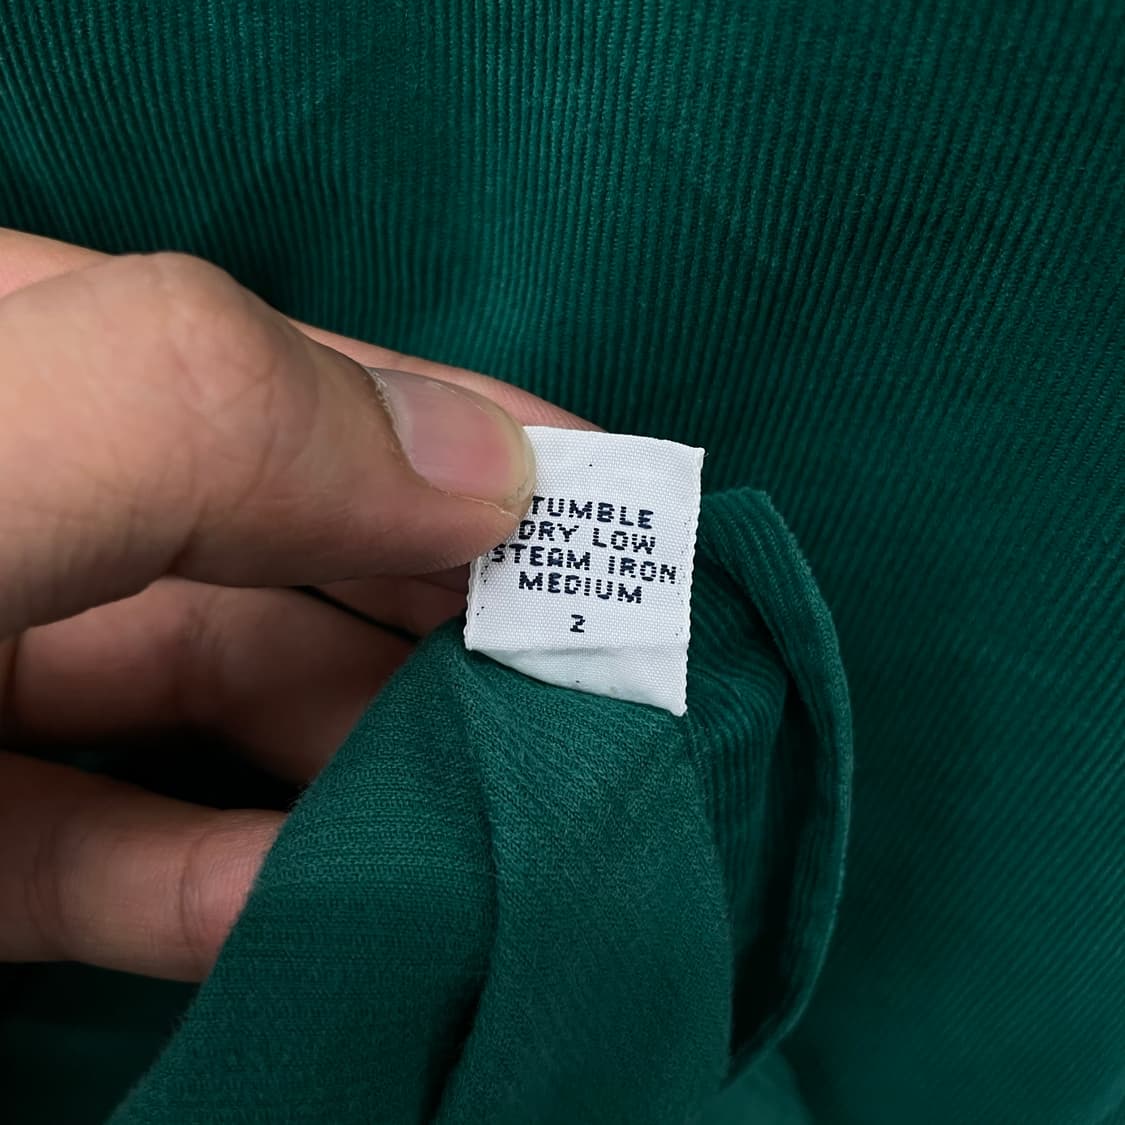 TUMBLE
DRY LOW
STEAM IRON
MEDIUM
2